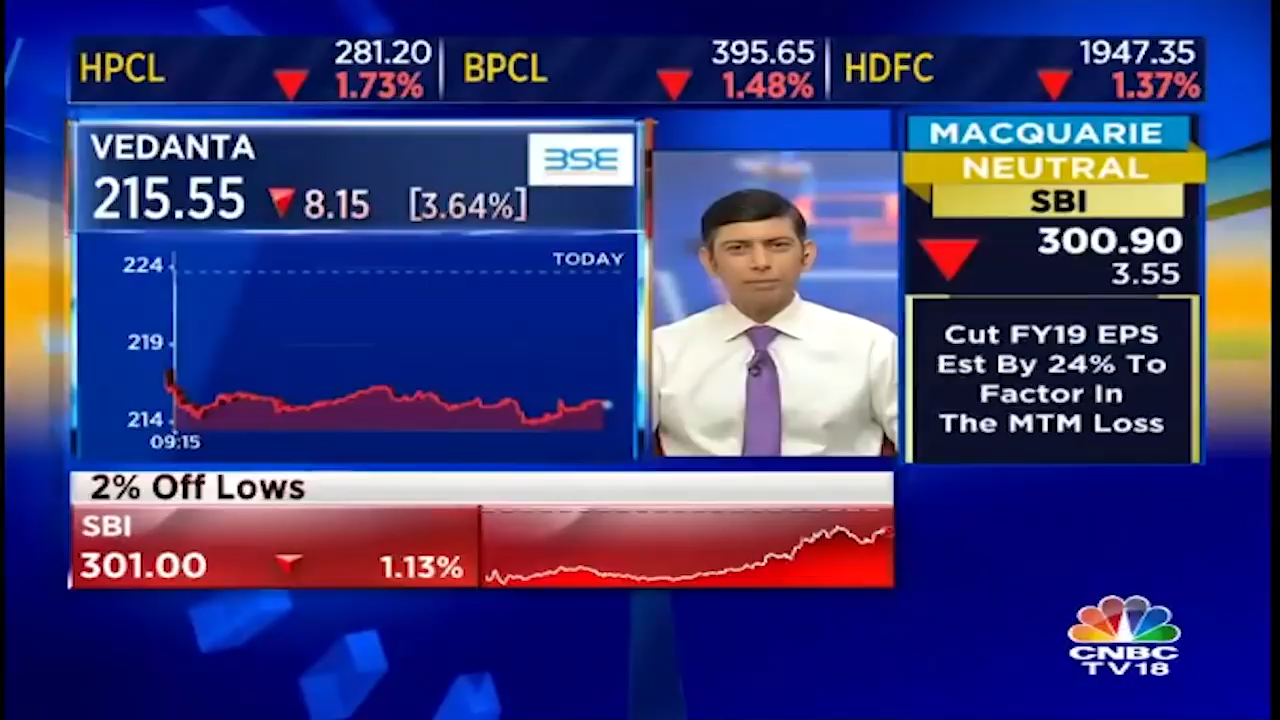 HPCL 281.20 1.73%
BPCL 395.65 1.48%
HDFC 1947.35 1.37%
VEDANTA
215.55 8.15 [3.64%]
BSE
TODAY
224
219
214
09:15
MACQUARIE
NEUTRAL
SBI
300.90
3.55
Cut FY19 EPS
Est By 24% To
Factor In
The MTM Loss
2% Off Lows
SBI
301.00 1.13%
CNBC
TV18